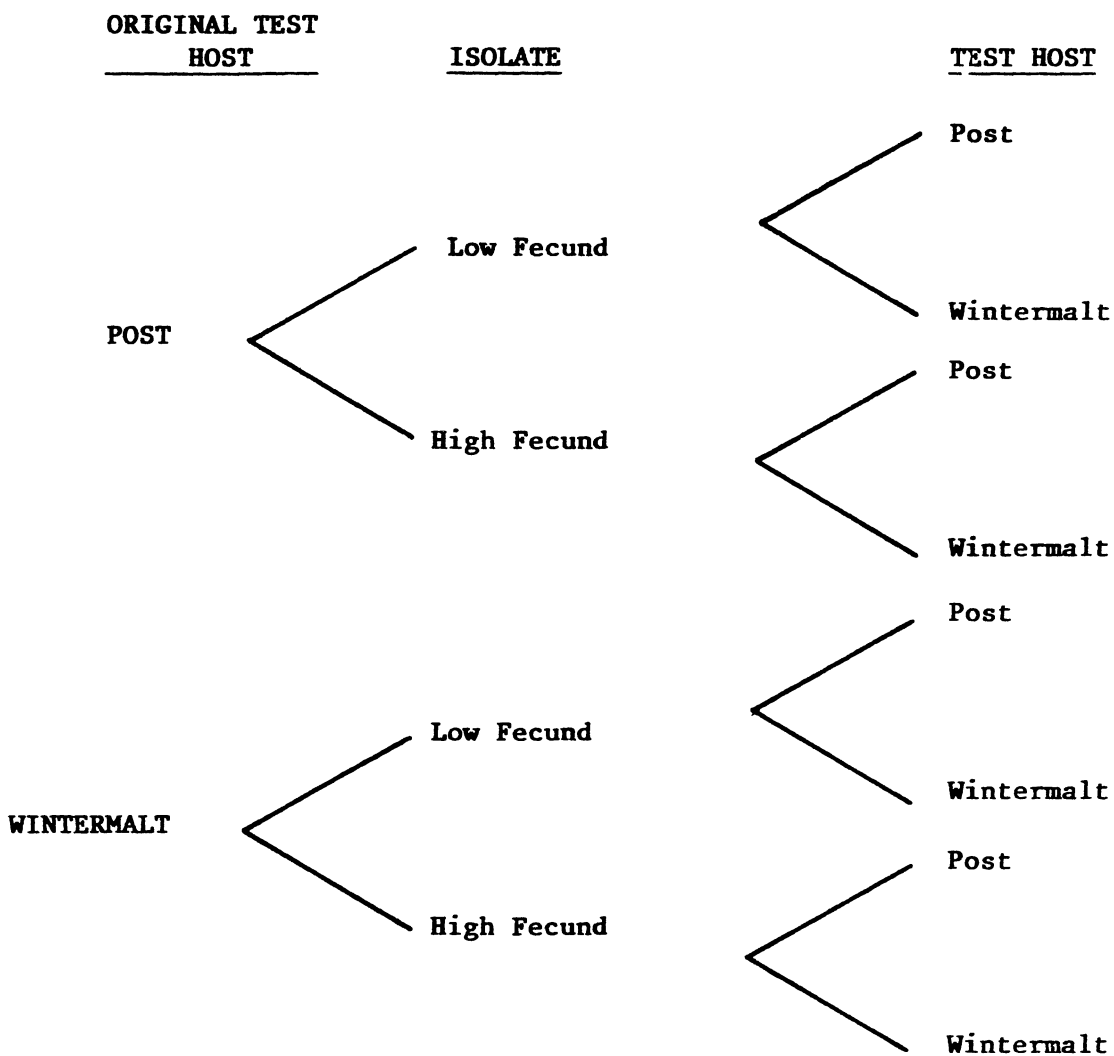 ORIGINAL TEST
HOST ISOLATE TEST HOST
Post
Low Fecund
Wintermalt
POST
Post
High Fecund
Wintermalt
Post
Low Fecund
Wintermalt
WINTERMALT
Post
High Fecund
Wintermalt